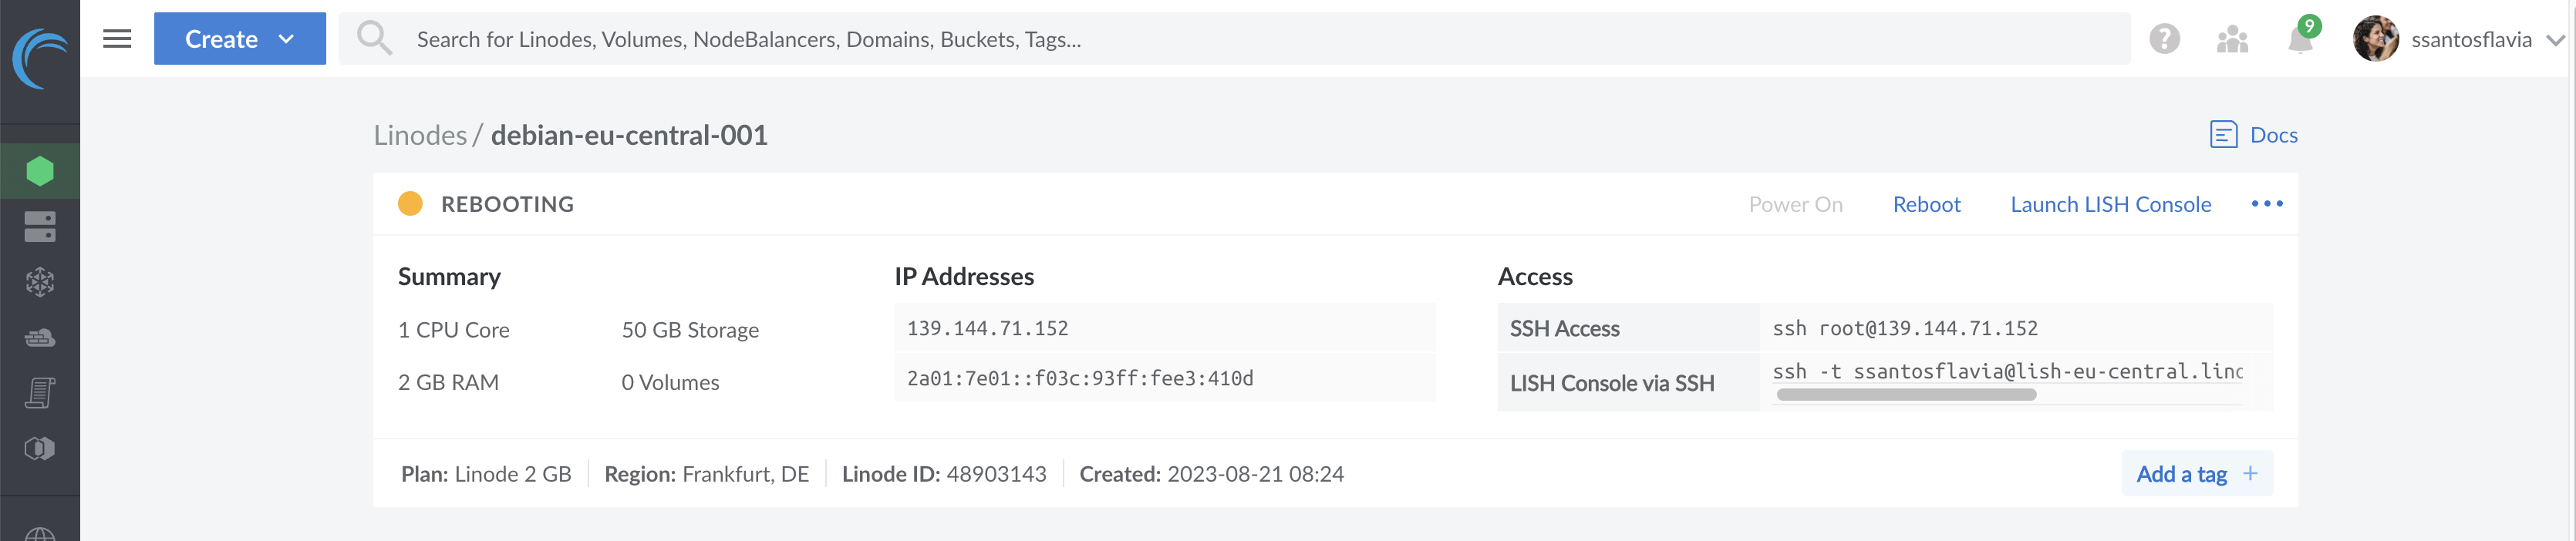 Create
Search for Linodes, Volumes, NodeBalancers, Domains, Buckets, Tags...
9
ssantosflavia
Linodes / debian-eu-central-001
Docs
REBOOTING
Power On
Reboot
Launch LISH Console
Summary
1 CPU Core
50 GB Storage
2 GB RAM
0 Volumes
IP Addresses
139.144.71.152
2a01:7e01::f03c:93ff:fee3:410d
Access
SSH Access
ssh root@139.144.71.152
LISH Console via SSH
ssh -t ssantosflavia@lish-eu-central.lin
Plan: Linode 2 GB
Region: Frankfurt, DE
Linode ID: 48903143
Created: 2023-08-21 08:24
Add a tag +